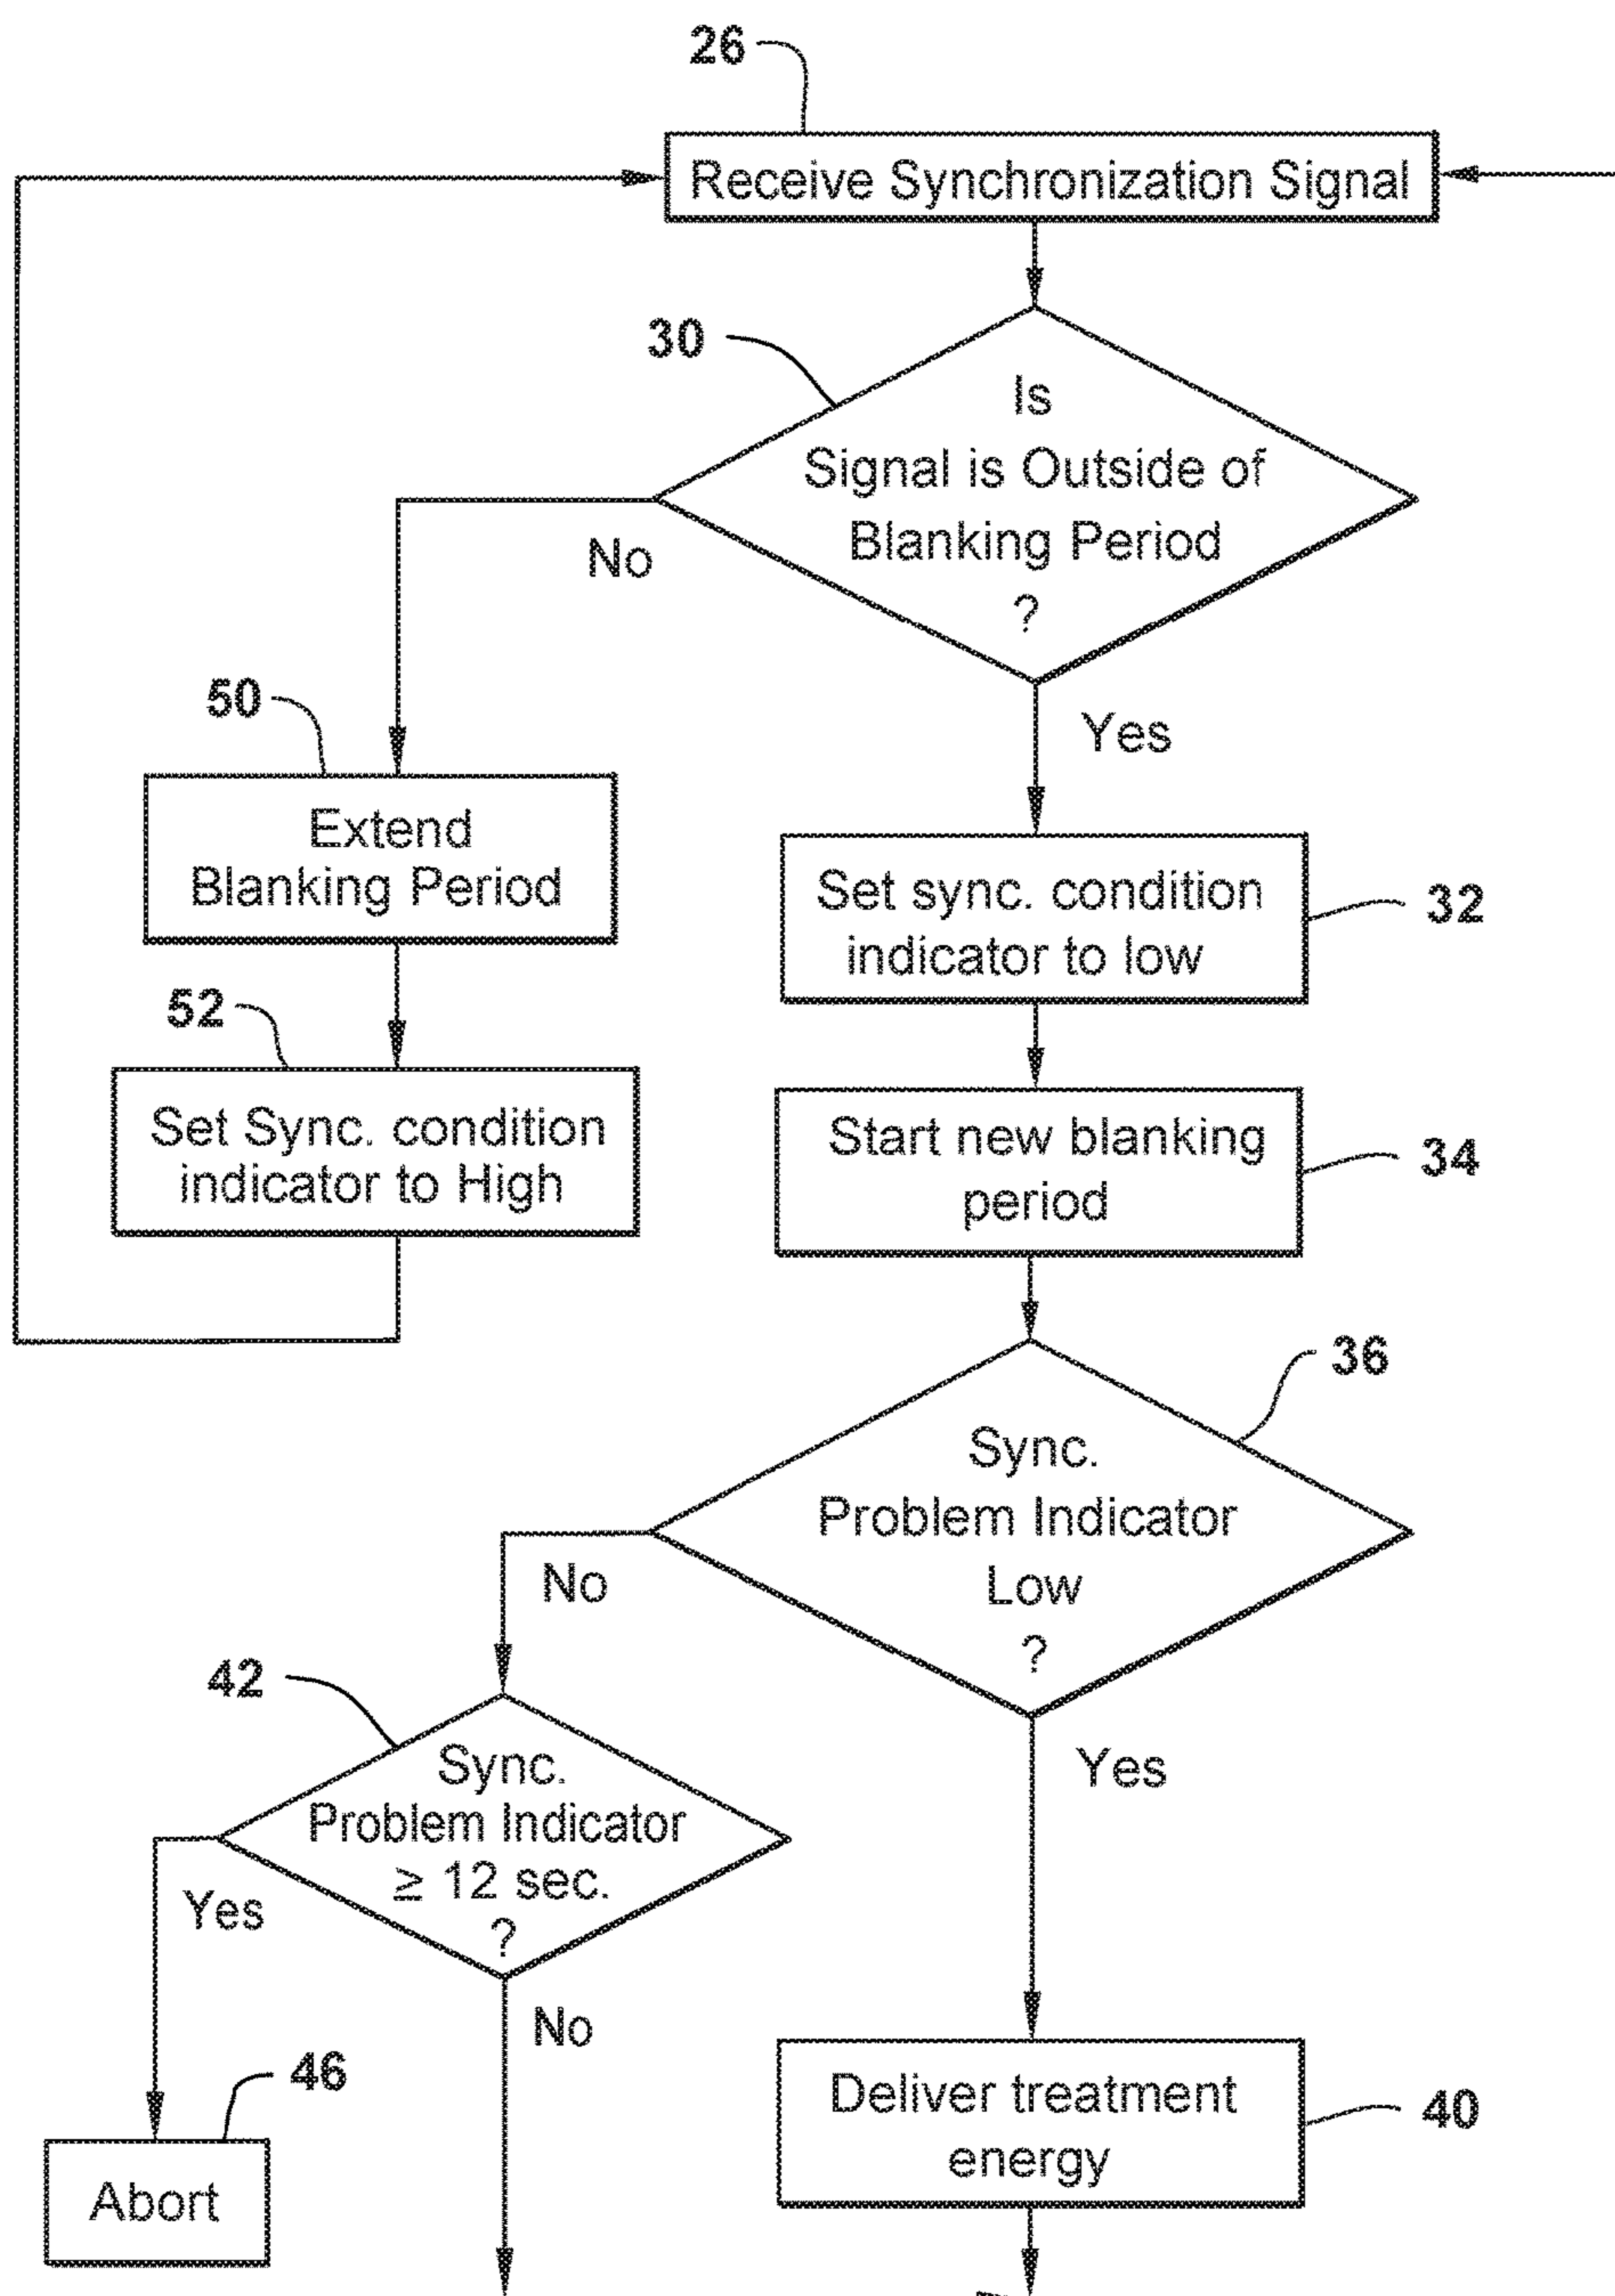 26
Receive Synchronization Signal
30
Is
Signal is Outside of
Blanking Period
?
No
Yes
50
Extend
Blanking Period
Set sync. condition
indicator to low
32
52
Set Sync. condition
indicator to High
Start new blanking
period
34
36
Sync.
Problem Indicator
Low
?
No
Yes
42
Sync.
Problem Indicator
≥ 12 sec.
?
Yes
No
46
Abort
Deliver treatment
energy
40